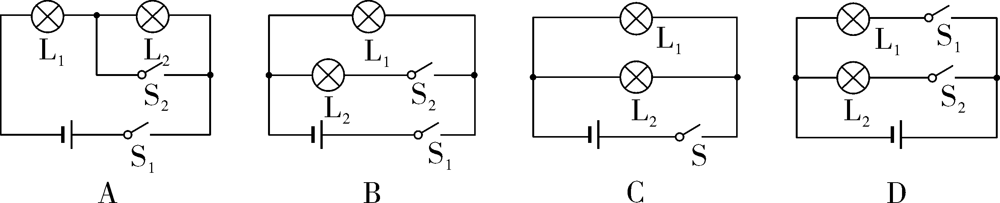 L₁ L₂ S₂ S₁
A
L₁ L₂ S₂ S₁
B
L₁ L₂ S
C
L₁ S₁ L₂ S₂
D